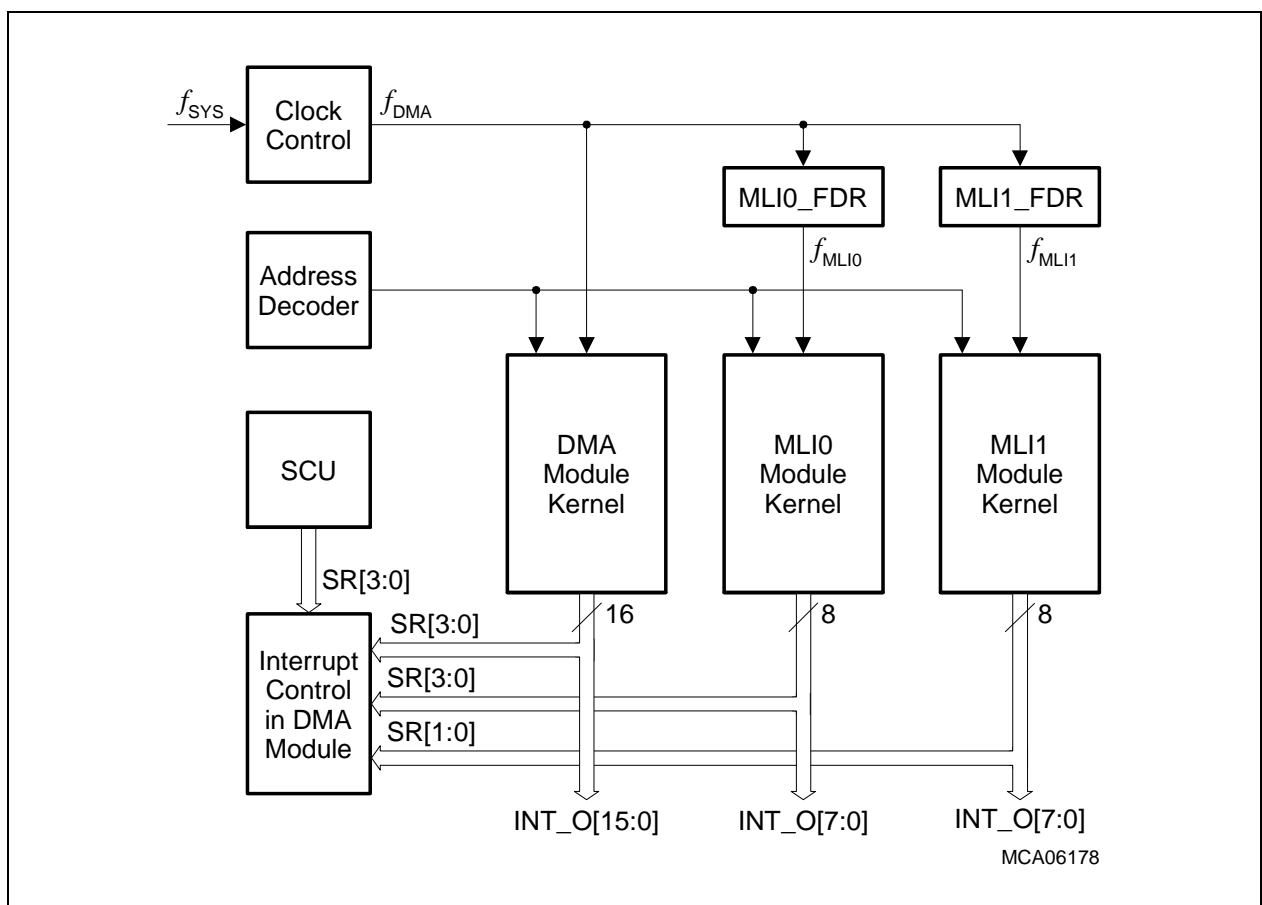 fSYS
Clock
Control
fDMA
MLI0_FDR
MLI1_FDR
fMLI0
fMLI1
Address
Decoder
SCU
DMA
Module
Kernel
MLI0
Module
Kernel
MLI1
Module
Kernel
SR[3:0]
16
8
8
Interrupt
Control
in DMA
Module
SR[3:0]
SR[3:0]
SR[1:0]
INT_O[15:0]
INT_O[7:0]
INT_O[7:0]
MCA06178